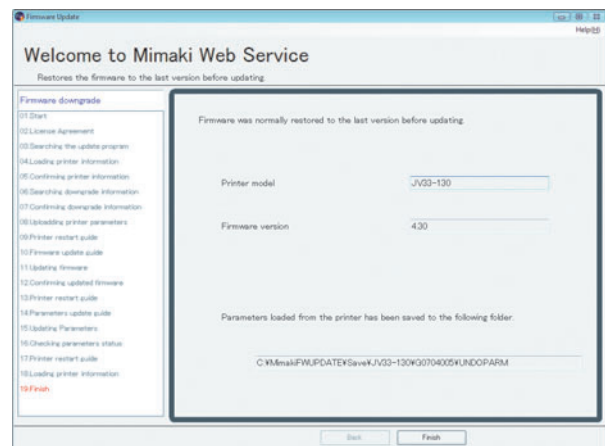 Firmware Update
Help(H)
Welcome to Mimaki Web Service
Restores the firmware to the last version before updating.
Firmware downgrade
01.Start
02.License Agreement
03.Searching the update program
04.Loading printer information
05.Confirming printer information
06.Searching downgrade information
07.Confirming downgrade information
08.Uploadding printer parameters
09.Printer restart guide
10.Firmware update guide
11.Updating firmware
12.Confirming updated firmware
13.Printer restart guide
14.Parameters update guide
15.Updating Parameters
16.Checking parameters status
17.Printer restart guide
18.Loading printer information
19.Finish
Firmware was normally restored to the last version before updating.
Printer model
JV33-130
Firmware version
4.30
Parameters loaded from the printer has been saved to the following folder.
C:¥MimakiFWUPDATE¥Save¥JV33-130¥G0704005¥UNDOPARM
Back
Finish